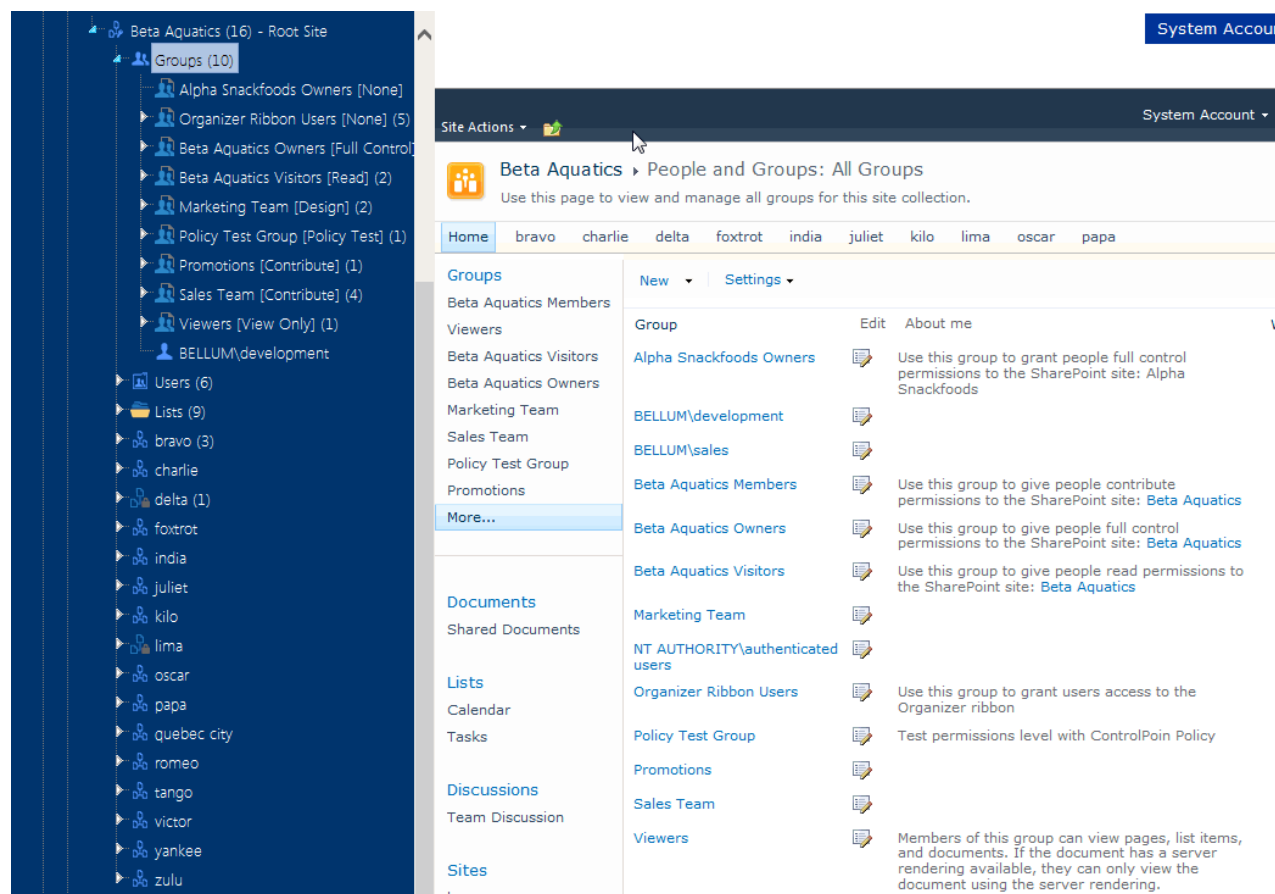 Beta Aquatics (16) - Root Site
Groups (10)
Alpha Snackfoods Owners [None]
Organizer Ribbon Users [None] (5)
Beta Aquatics Owners [Full Control]
Beta Aquatics Visitors [Read] (2)
Marketing Team [Design] (2)
Policy Test Group [Policy Test] (1)
Promotions [Contribute] (1)
Sales Team [Contribute] (4)
Viewers [View Only] (1)
BELLUM\development
Users (6)
Lists (9)
bravo (3)
charlie
delta (1)
foxtrot
india
juliet
kilo
lima
oscar
papa
quebec city
romeo
tango
victor
yankee
zulu
System Accou
Site Actions
System Account
Beta Aquatics ▸ People and Groups: All Groups
Use this page to view and manage all groups for this site collection.
Home bravo charlie delta foxtrot india juliet kilo lima oscar papa
Groups
Beta Aquatics Members
Viewers
Beta Aquatics Visitors
Beta Aquatics Owners
Marketing Team
Sales Team
Policy Test Group
Promotions
More...
Documents
Shared Documents
Lists
Calendar
Tasks
Discussions
Team Discussion
Sites
New Settings
Group Edit About me
Alpha Snackfoods Owners Use this group to grant people full control
permissions to the SharePoint site: Alpha
Snackfoods
BELLUM\development
BELLUM\sales
Beta Aquatics Members Use this group to give people contribute
permissions to the SharePoint site: Beta Aquatics
Beta Aquatics Owners Use this group to give people full control
permissions to the SharePoint site: Beta Aquatics
Beta Aquatics Visitors Use this group to give people read permissions to
the SharePoint site: Beta Aquatics
Marketing Team
NT AUTHORITY\authenticated
users
Organizer Ribbon Users Use this group to grant users access to the
Organizer ribbon
Policy Test Group Test permissions level with ControlPoin Policy
Promotions
Sales Team
Viewers Members of this group can view pages, list items,
and documents. If the document has a server
rendering available, they can only view the
document using the server rendering.